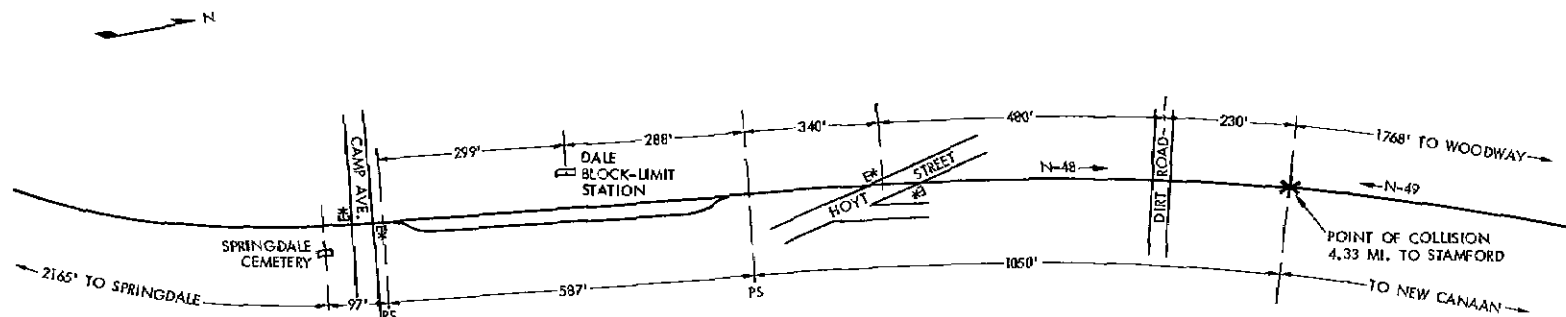 N
299'
288'
340'
480'
230'
1768' TO WOODWAY
CAMP AVE.
DALE
BLOCK-LIMIT
STATION
HOYT STREET
N-48
DIRT ROAD
N-49
SPRINGDALE
CEMETERY
POINT OF COLLISION
4.33 MI. TO STAMFORD
2165' TO SPRINGDALE
97'
PS
587'
PS
1050'
TO NEW CANAAN